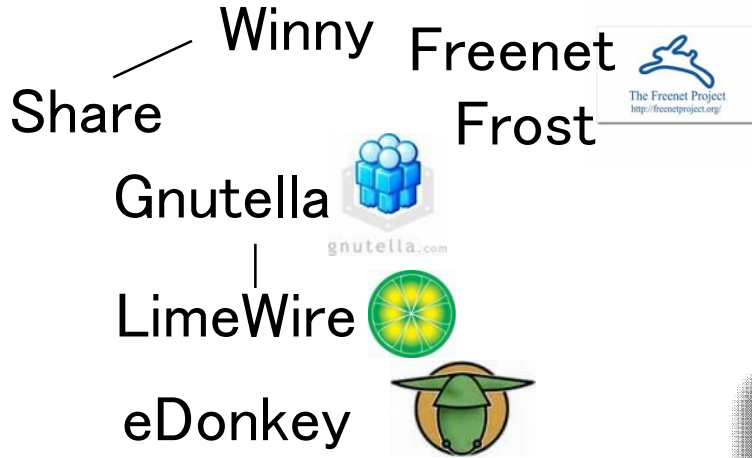 Winny
Freenet
The Freenet Project
http://freenetproject.org/
Share
Frost
Gnutella
gnutella.com
LimeWire
eDonkey